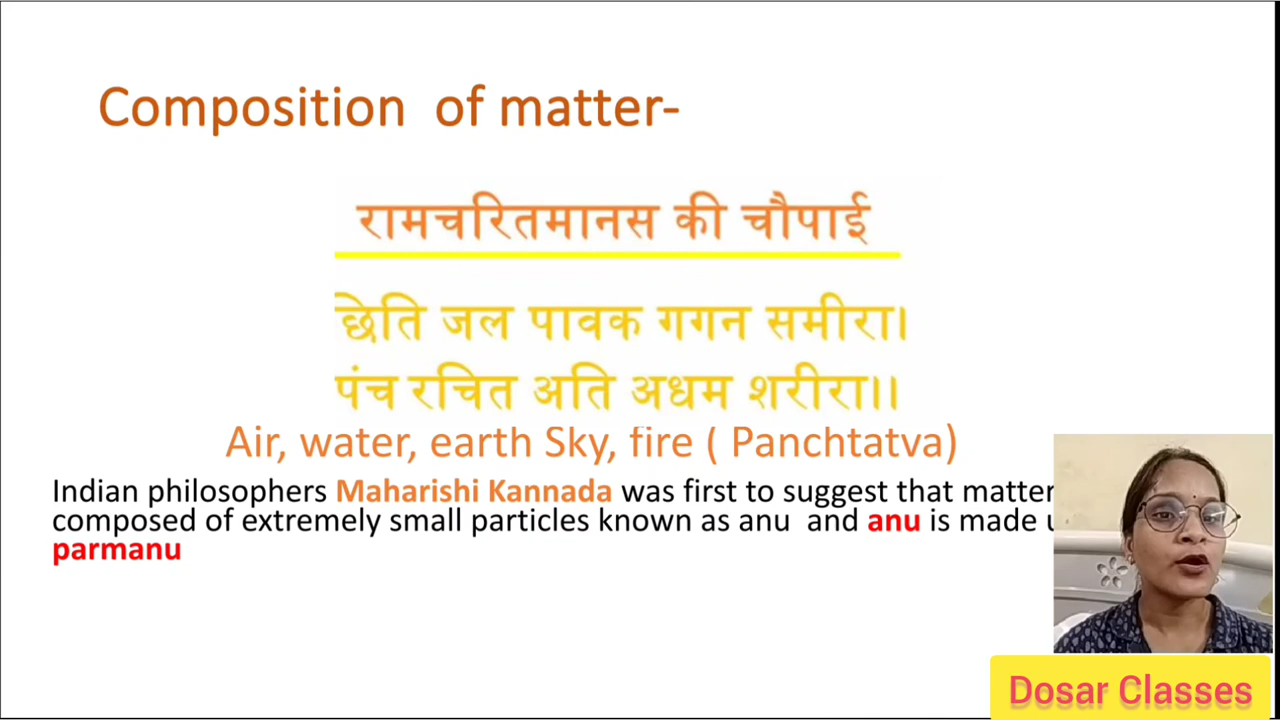 Composition of matter-
रामचरितमानस की चौपाई
छेिति जल पावक गगन समीरा।
पंच रचित अति अधम शरीरा।।
Air, water, earth Sky, fire ( Panchtatva)
Indian philosophers Maharishi Kannada was first to suggest that matter
composed of extremely small particles known as anu and anu is made
parmanu
Dosar Classes